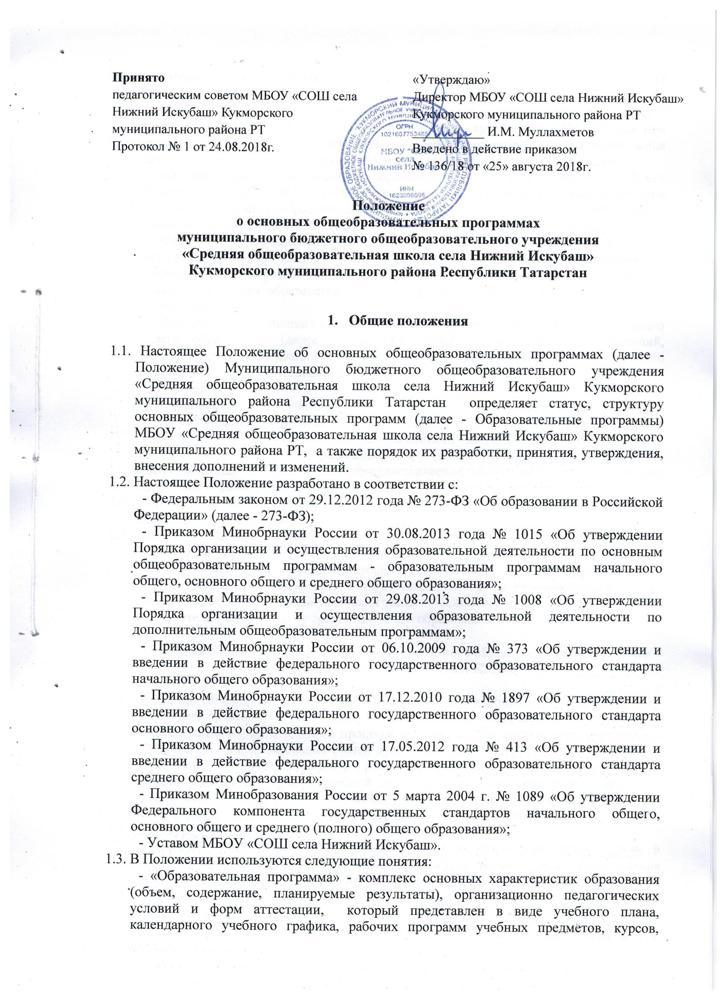 Принято
педагогическим советом МБОУ «СОШ села
Нижний Искубаш» Кукморского
муниципального района РТ
Протокол № 1 от 24.08.2018г.
«Утверждаю»
Директор МБОУ «СОШ села Нижний Искубаш»
Кукморского муниципального района РТ
И.М. Муллахметов
Введено в действие приказом
№ 136/18 от «25» августа 2018г.
ОГРН
1021607753485
МБОУ "СОШ
села
Нижний Искубаш
ИНН
1623006098
Положение
о основных общеобразовательных программах
муниципального бюджетного общеобразовательного учреждения
«Средняя общеобразовательная школа села Нижний Искубаш»
Кукморского муниципального района Республики Татарстан
1. Общие положения
1.1. Настоящее Положение об основных общеобразовательных программах (далее -
Положение) Муниципального бюджетного общеобразовательного учреждения
«Средняя общеобразовательная школа села Нижний Искубаш» Кукморского
муниципального района Республики Татарстан определяет статус, структуру
основных общеобразовательных программ (далее - Образовательные программы)
МБОУ «Средняя общеобразовательная школа села Нижний Искубаш» Кукморского
муниципального района РТ, а также порядок их разработки, принятия, утверждения,
внесения дополнений и изменений.
1.2. Настоящее Положение разработано в соответствии с:
- Федеральным законом от 29.12.2012 года № 273-ФЗ «Об образовании в Российской
Федерации» (далее - 273-ФЗ);
- Приказом Минобрнауки России от 30.08.2013 года № 1015 «Об утверждении
Порядка организации и осуществления образовательной деятельности по основным
общеобразовательным программам - образовательным программам начального
общего, основного общего и среднего общего образования»;
- Приказом Минобрнауки России от 29.08.2013 года № 1008 «Об утверждении
Порядка организации и осуществления образовательной деятельности по
дополнительным общеобразовательным программам»;
- Приказом Минобрнауки России от 06.10.2009 года № 373 «Об утверждении и
введении в действие федерального государственного образовательного стандарта
начального общего образования»;
- Приказом Минобрнауки России от 17.12.2010 года № 1897 «Об утверждении и
введении в действие федерального государственного образовательного стандарта
основного общего образования»;
- Приказом Минобрнауки России от 17.05.2012 года № 413 «Об утверждении и
введении в действие федерального государственного образовательного стандарта
среднего общего образования»;
- Приказом Минобразования России от 5 марта 2004 г. № 1089 «Об утверждении
Федерального компонента государственных стандартов начального общего,
основного общего и среднего (полного) общего образования»;
- Уставом МБОУ «СОШ села Нижний Искубаш».
1.3. В Положении используются следующие понятия:
- «Образовательная программа» - комплекс основных характеристик образования
(объем, содержание, планируемые результаты), организационно педагогических
условий и форм аттестации, который представлен в виде учебного плана,
календарного учебного графика, рабочих программ учебных предметов, курсов,